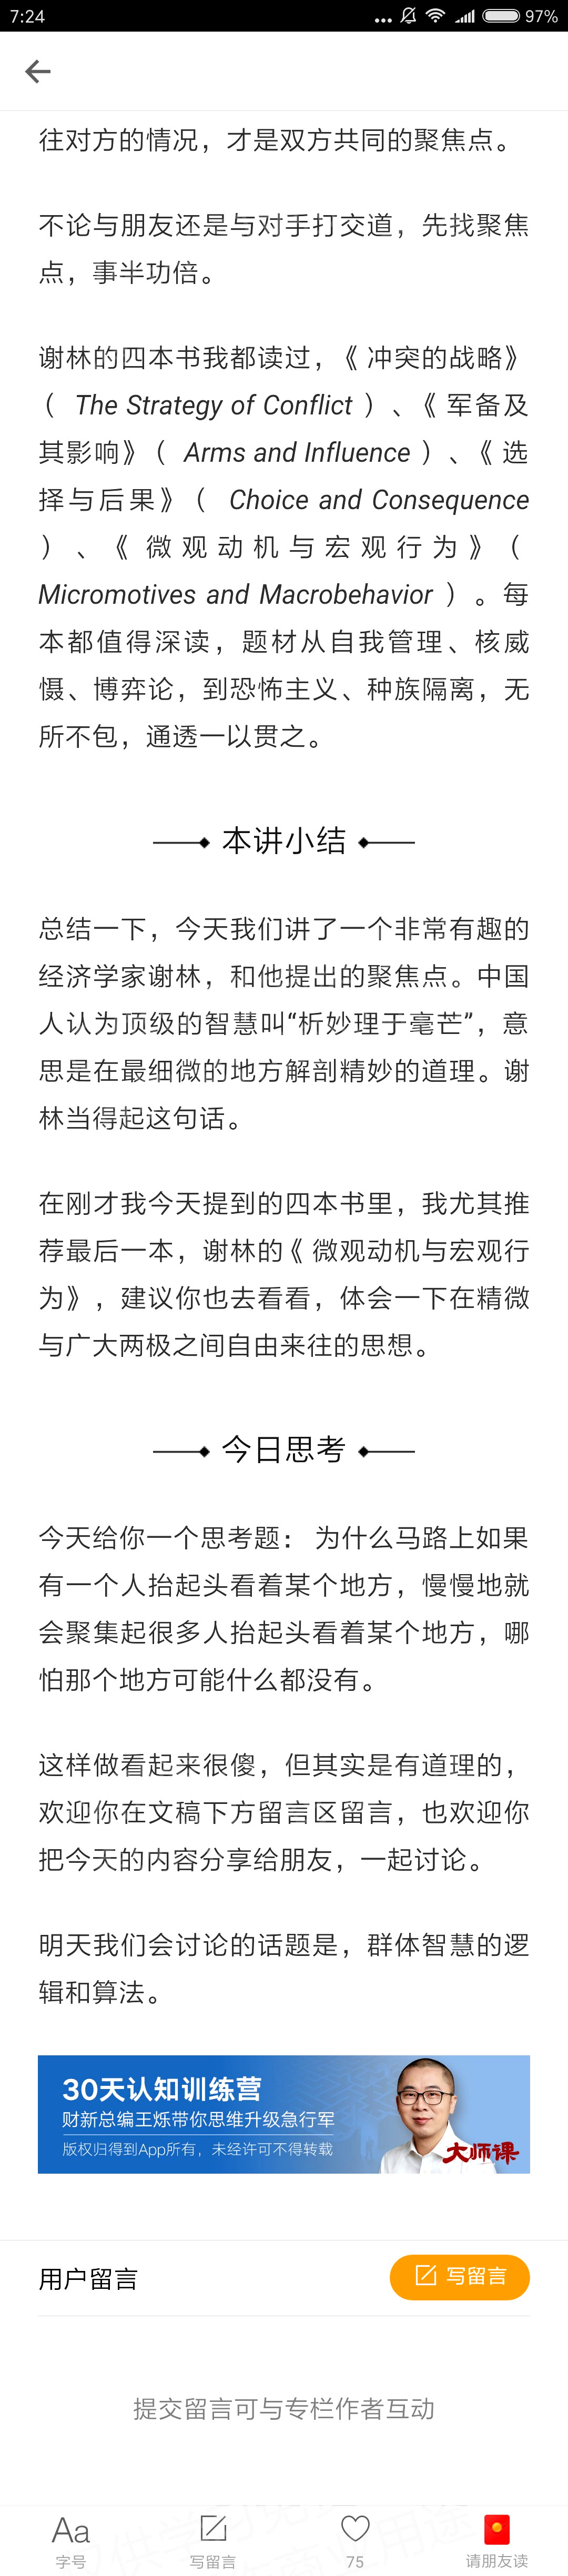 7:24
97%
往对方的情况，才是双方共同的聚焦点。
不论与朋友还是与对手打交道，先找聚焦
点，事半功倍。
谢林的四本书我都读过，《 冲突的战略》
（ The Strategy of Conflict ）、《 军备及
其影响》（ Arms and Influence ）、《 选
择与后果》（ Choice and Consequence
）、《 微观动机与宏观行为》（
Micromotives and Macrobehavior ）。每
本都值得深读，题材从自我管理、核威
慑、博弈论，到恐怖主义、种族隔离，无
所不包，通透一以贯之。
本讲小结
总结一下，今天我们讲了一个非常有趣的
经济学家谢林，和他提出的聚焦点。中国
人认为顶级的智慧叫“析妙理于毫芒”，意
思是在最细微的地方解剖精妙的道理。谢
林当得起这句话。
在刚才我今天提到的四本书里，我尤其推
荐最后一本，谢林的《 微观动机与宏观行
为》，建议你也去看看，体会一下在精微
与广大两极之间自由来往的思想。
今日思考
今天给你一个思考题： 为什么马路上如果
有一个人抬起头看着某个地方，慢慢地就
会聚集起很多人抬起头看着某个地方，哪
怕那个地方可能什么都没有。
这样做看起来很傻，但其实是有道理的，
欢迎你在文稿下方留言区留言，也欢迎你
把今天的内容分享给朋友，一起讨论。
明天我们会讨论的话题是，群体智慧的逻
辑和算法。
30天认知训练营
财新总编王烁带你思维升级急行军
版权归得到App所有，未经许可不得转载
大师课
用户留言
写留言
提交留言可与专栏作者互动
Aa
字号
写留言
75
请朋友读